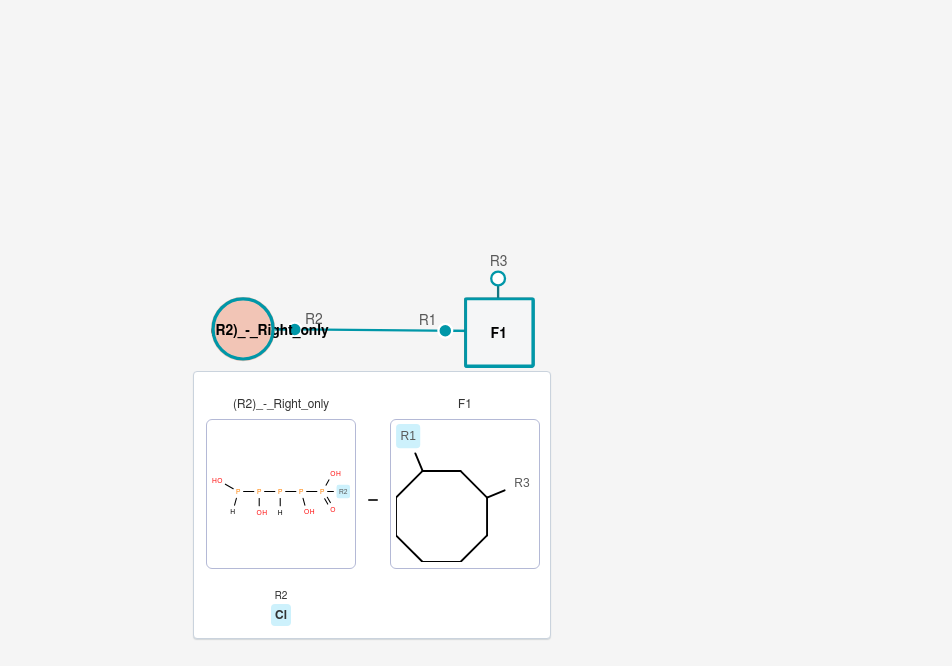 R3
R2
R1
(R2)_-_Right_only
F1
(R2)_-_Right_only
F1
R1
R3
HO
OH
P
P
P
P
P
R2
H
OH
H
OH
O
R2
Cl